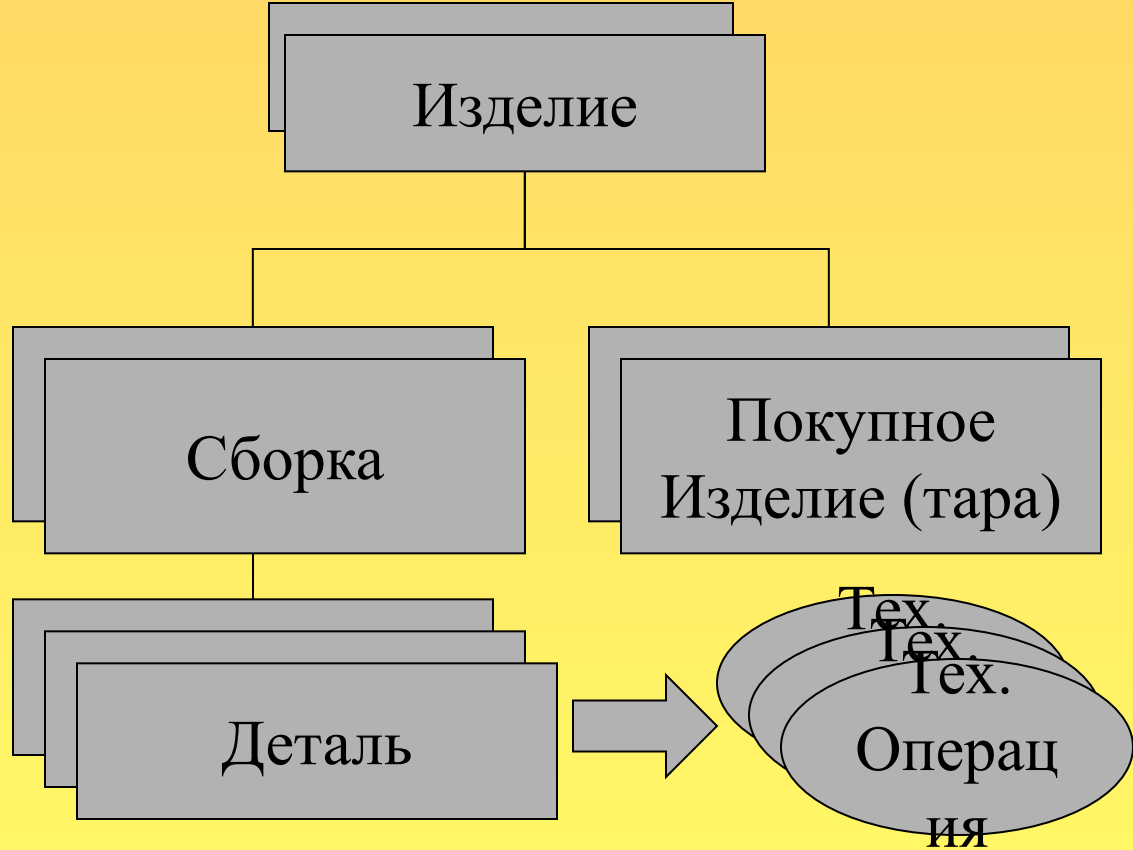 Изделие
Сборка
Покупное
Изделие (тара)
Деталь
Тех.
Тех.
Тех.
Операц
ия